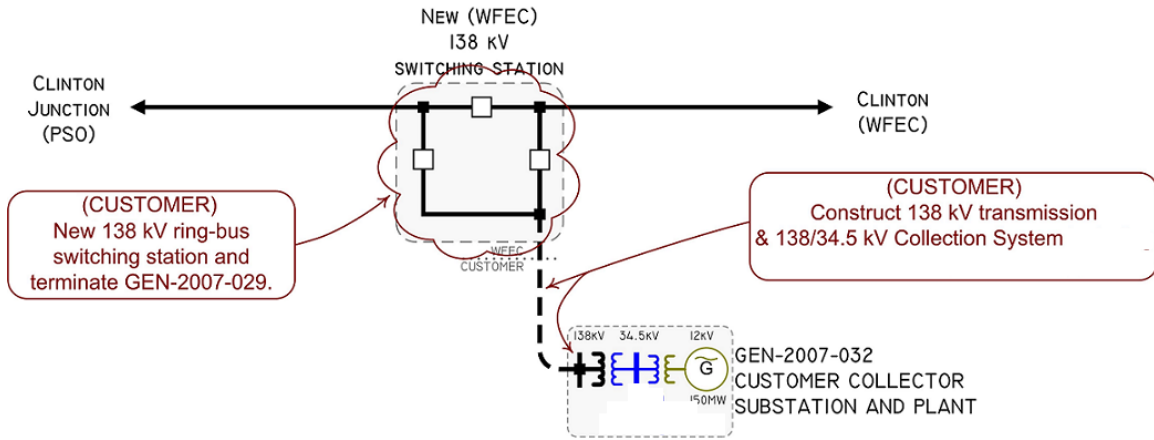 NEW (WFEC)
138 KV
SWITCHING STATION
CLINTON
JUNCTION
(PSO)
CLINTON
(WFEC)
(CUSTOMER)
New 138 kV ring-bus
switching station and
terminate GEN-2007-029.
(CUSTOMER)
Construct 138 kV transmission
& 138/34.5 kV Collection System
WFEC
CUSTOMER
138KV 34.5KV 12KV
G
150MW
GEN-2007-032
CUSTOMER COLLECTOR
SUBSTATION AND PLANT